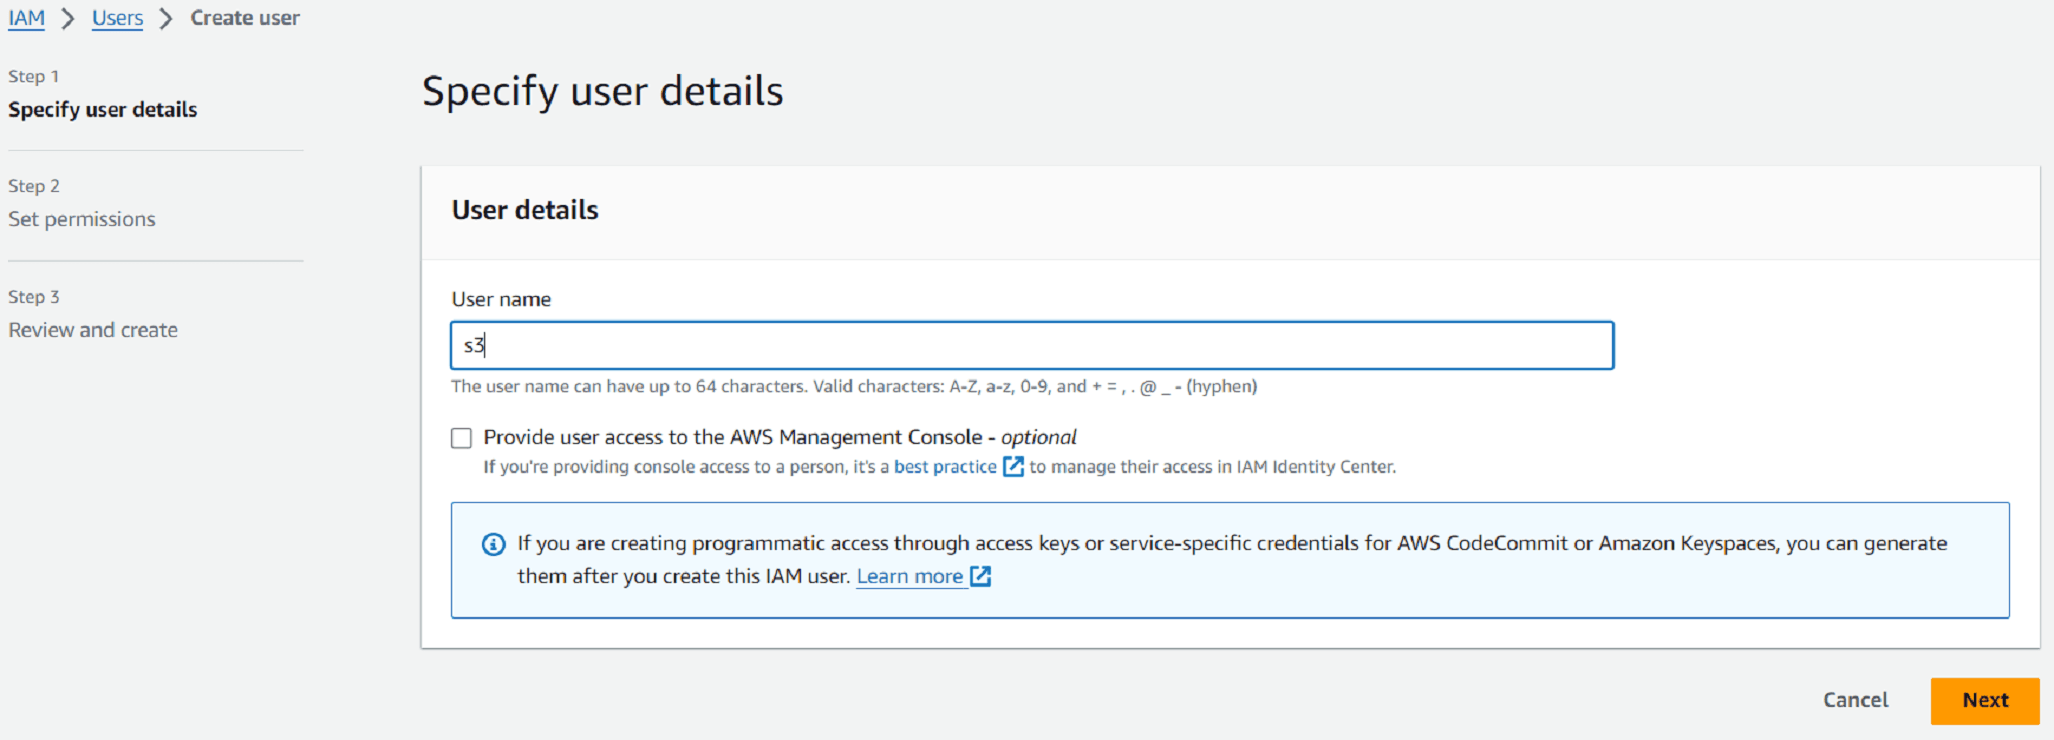 IAM > Users > Create user
Step 1
Specify user details
Step 2
Set permissions
Step 3
Review and create
Specify user details
User details
User name
s3
The user name can have up to 64 characters. Valid characters: A-Z, a-z, 0-9, and + = , . @ _ - (hyphen)
Provide user access to the AWS Management Console - optional
If you're providing console access to a person, it's a best practice to manage their access in IAM Identity Center.
If you are creating programmatic access through access keys or service-specific credentials for AWS CodeCommit or Amazon Keyspaces, you can generate
them after you create this IAM user. Learn more
Cancel
Next